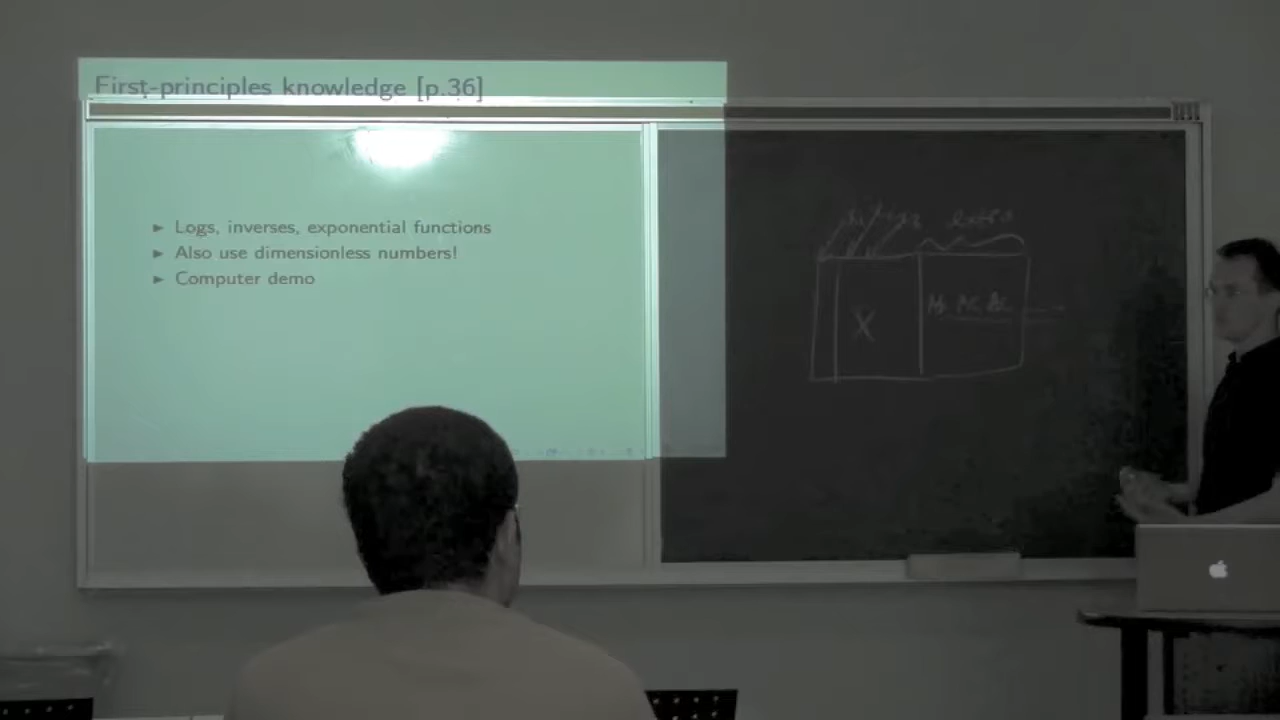 First-principles knowledge [p.36]
► Logs, inverses, exponential functions
► Also use dimensionless numbers!
► Computer demo
X